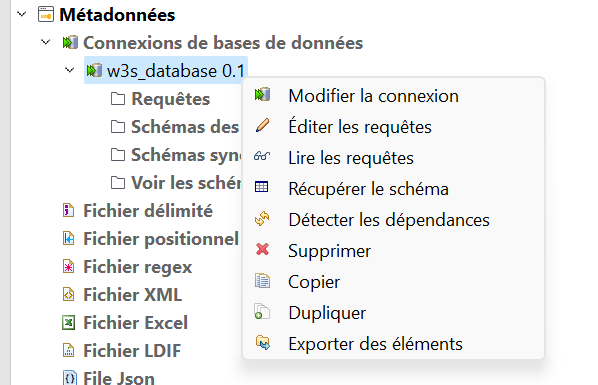 Métadonnées
Connexions de bases de données
w3s_database 0.1
Requêtes
Schémas des
Schémas syn
Voir les schém
Fichier délimité
Fichier positionnel
Fichier regex
Fichier XML
Fichier Excel
Fichier LDIF
File Json
Modifier la connexion
Éditer les requêtes
Lire les requêtes
Récupérer le schéma
Détecter les dépendances
Supprimer
Copier
Dupliquer
Exporter des éléments